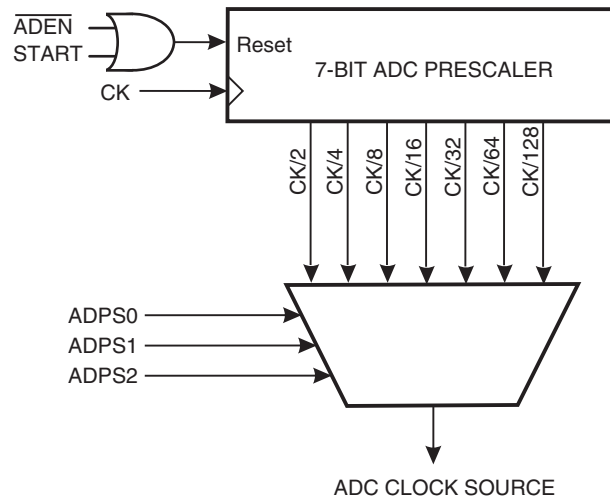 ADEN
START
Reset
7-BIT ADC PRESCALER
CK
CK/2
CK/4
CK/8
CK/16
CK/32
CK/64
CK/128
ADPS0
ADPS1
ADPS2
ADC CLOCK SOURCE